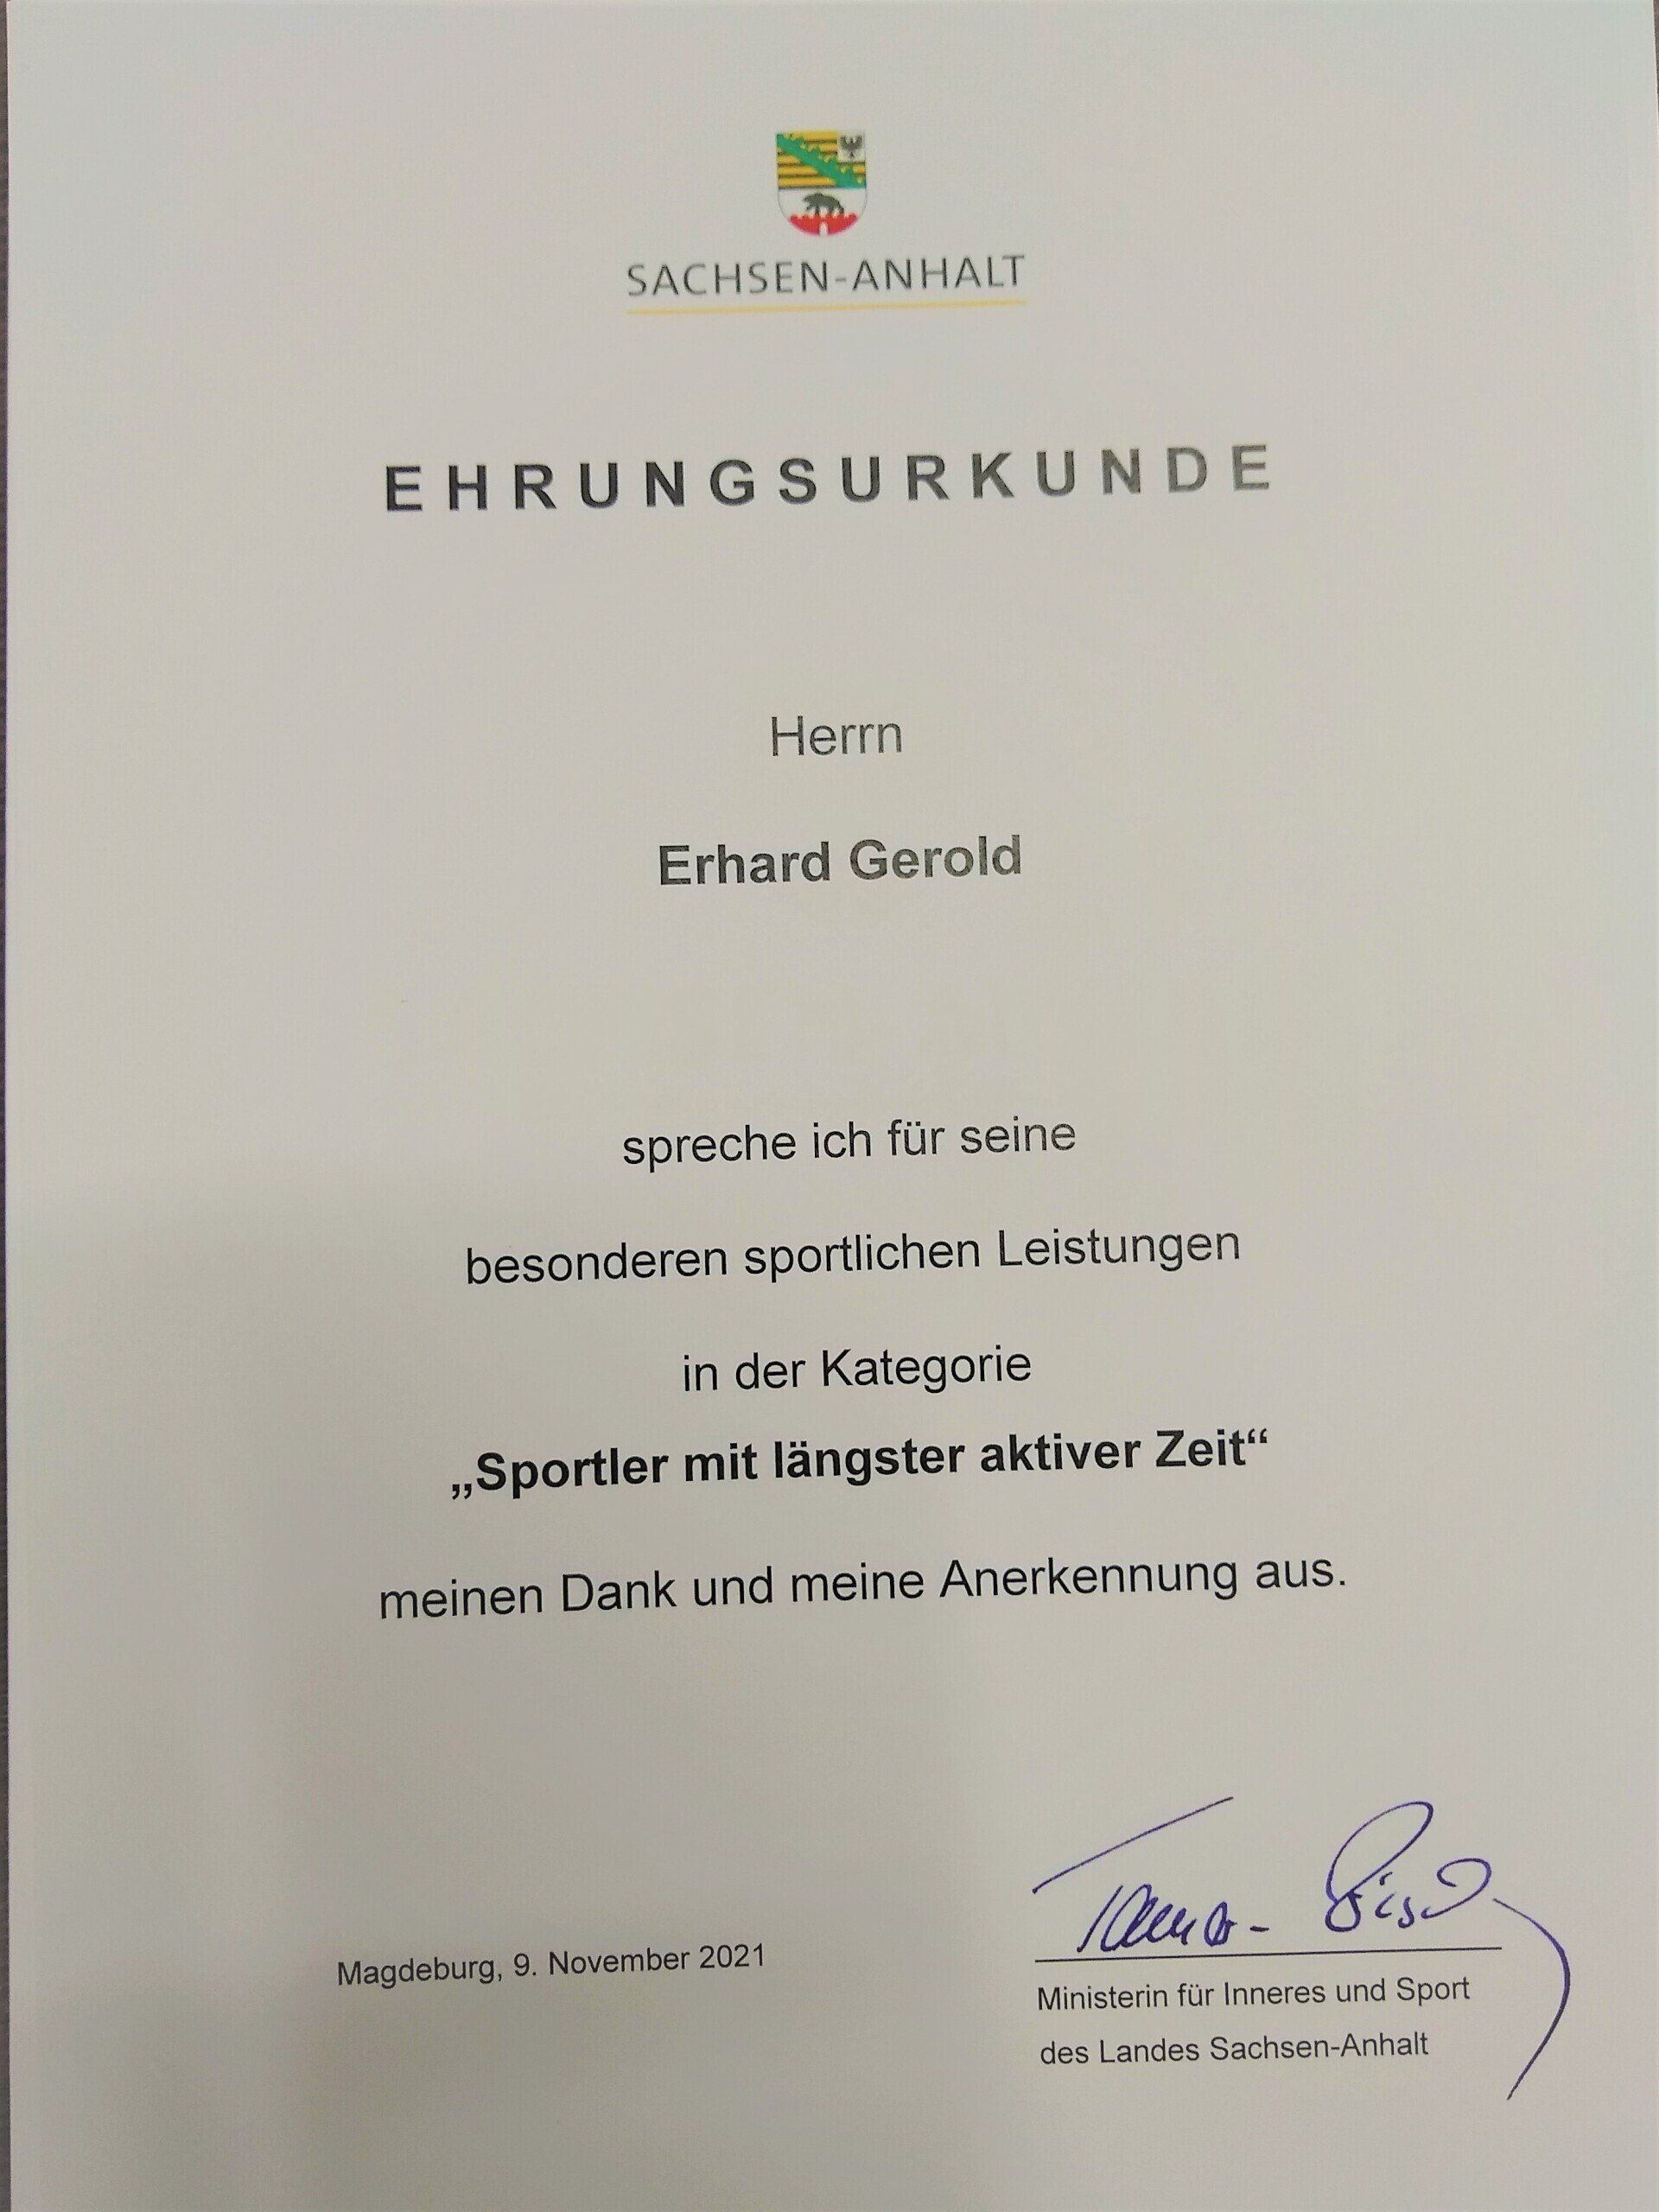 SACHSEN-ANHALT
EHRUNGSURKUNDE
Herrn
Erhard Gerold
spreche ich für seine
besonderen sportlichen Leistungen
in der Kategorie
„Sportler mit längster aktiver Zeit“
meinen Dank und meine Anerkennung aus.
Magdeburg, 9. November 2021
Ministerin für Inneres und Sport
des Landes Sachsen-Anhalt